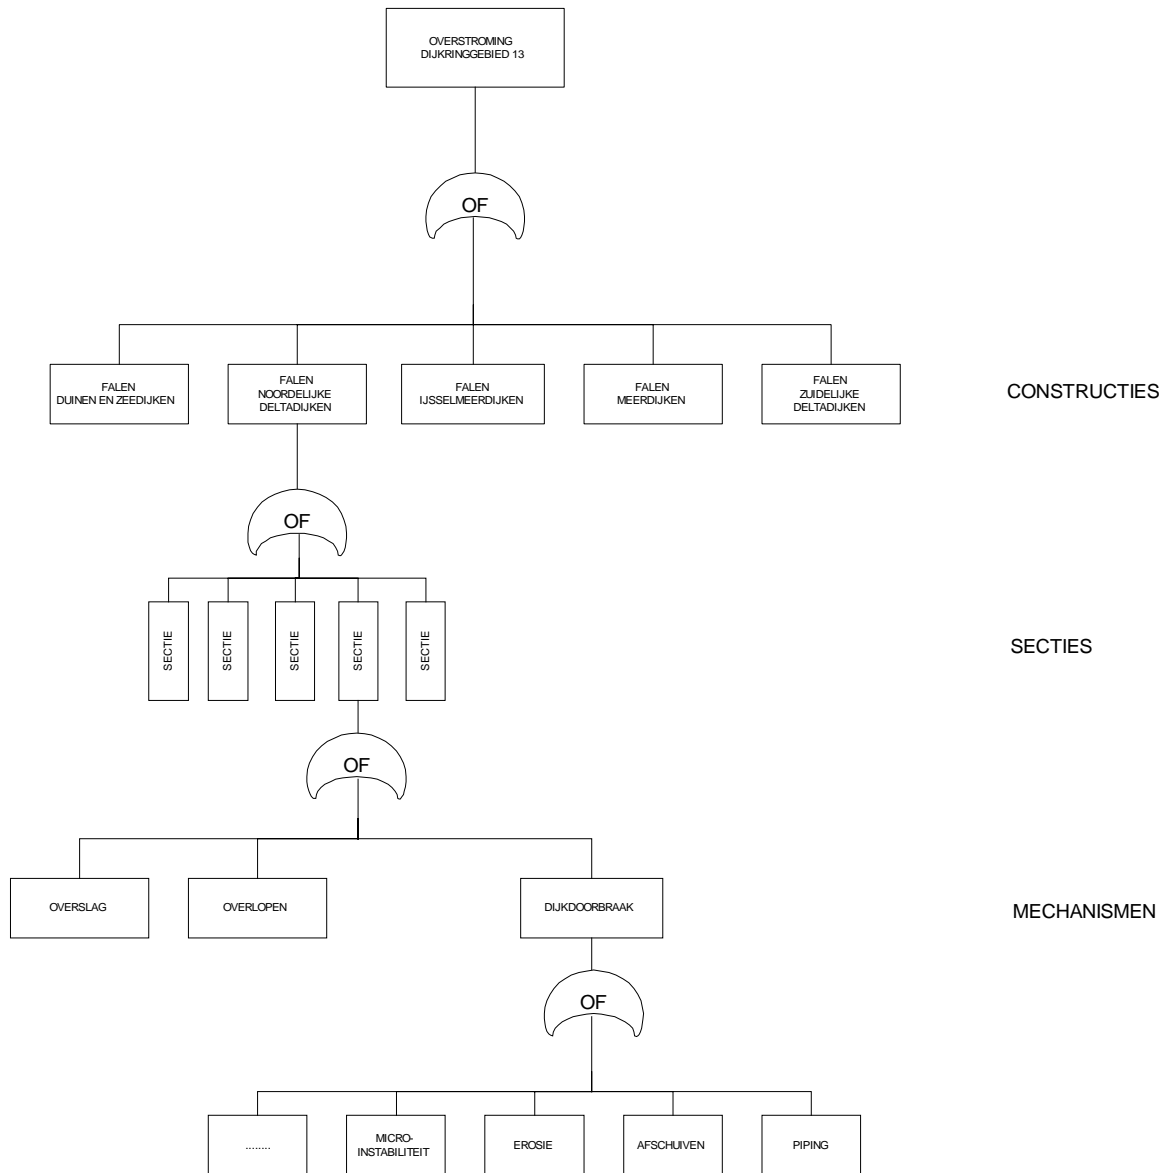 OVERSTROMING
DIJKRINGGEBIED 13
OF
FALEN
DUINEN EN ZEEDIJKEN
FALEN
NOORDELIJKE
DELTADIJKEN
FALEN
IJSSELMEERDIJKEN
FALEN
MEERDIJKEN
FALEN
ZUIDELIJKE
DELTADIJKEN
CONSTRUCTIES
OF
SECTIE
SECTIE
SECTIE
SECTIE
SECTIE
SECTIES
OF
OVERSLAG
OVERLOPEN
DIJKDOORBRAAK
MECHANISMEN
OF
........
MICRO-
INSTABILITEIT
EROSIE
AFSCHUIVEN
PIPING